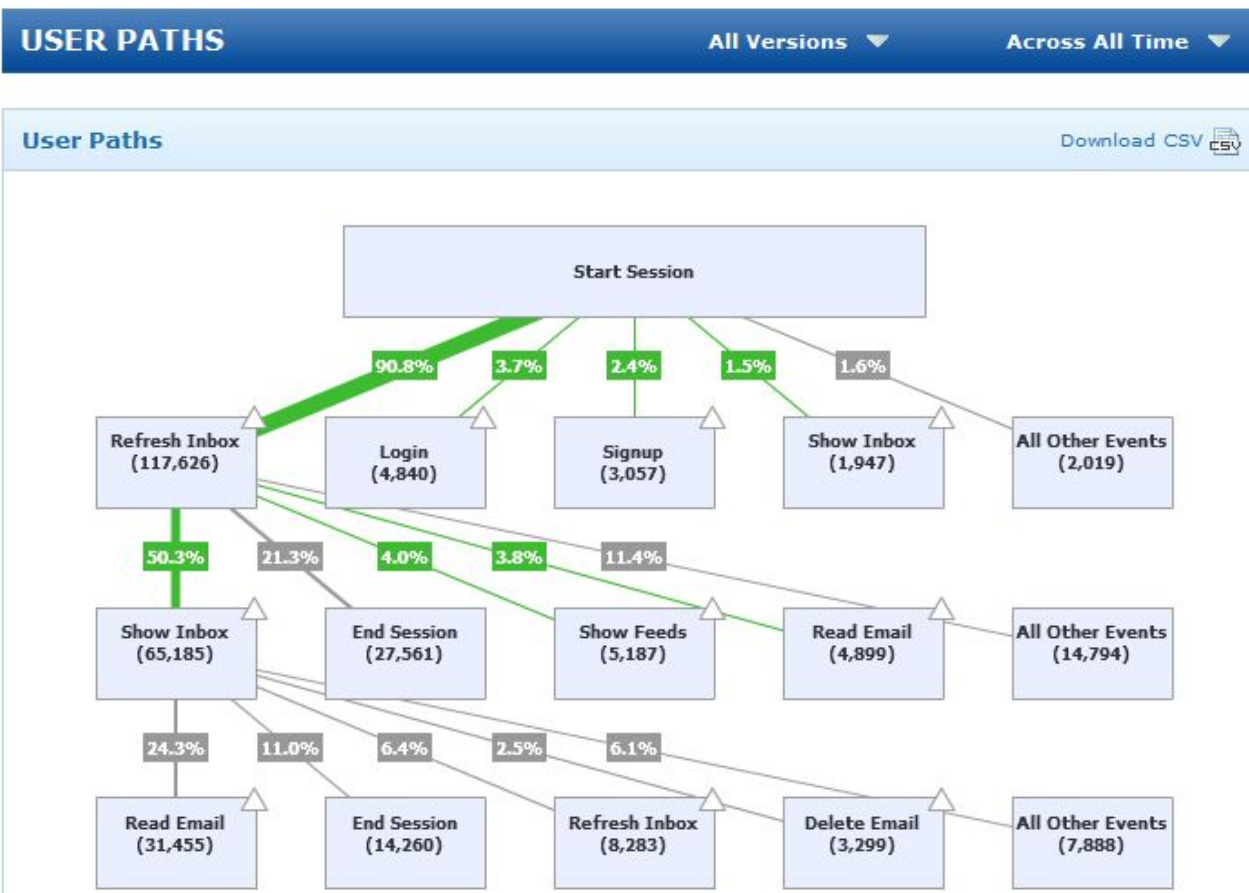 USER PATHS
All Versions
Across All Time
User Paths
Download CSV
CSV
Start Session
90.8%
3.7%
2.4%
1.5%
1.6%
Refresh Inbox
(117,626)
Login
(4,840)
Signup
(3,057)
Show Inbox
(1,947)
All Other Events
(2,019)
50.3%
21.3%
4.0%
3.8%
11.4%
Show Inbox
(65,185)
End Session
(27,561)
Show Feeds
(5,187)
Read Email
(4,899)
All Other Events
(14,794)
24.3%
11.0%
6.4%
2.5%
6.1%
Read Email
(31,455)
End Session
(14,260)
Refresh Inbox
(8,283)
Delete Email
(3,299)
All Other Events
(7,888)